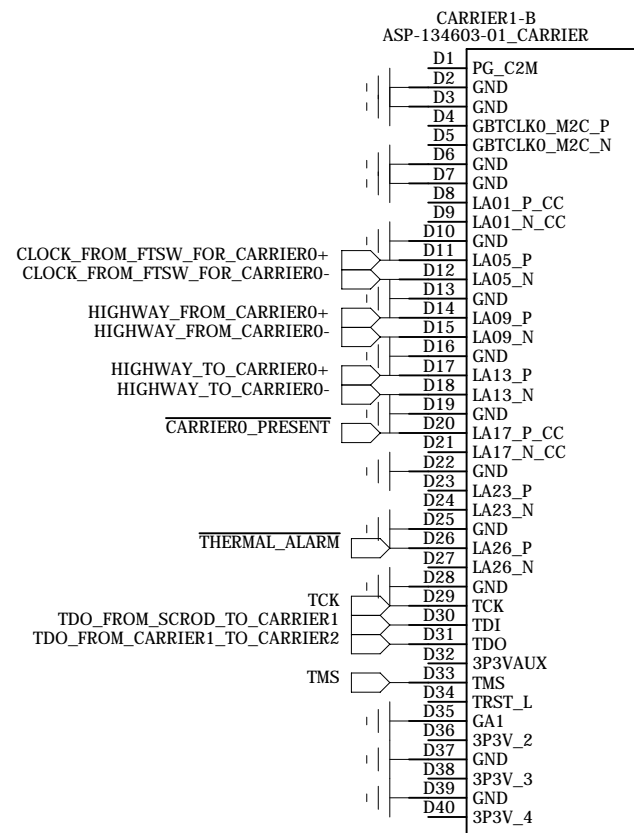 CARRIER1-B
ASP-134603-01_CARRIER
D1 PG_C2M
D2 GND
D3 GND
D4 GBTCLK0_M2C_P
D5 GBTCLK0_M2C_N
D6 GND
D7 GND
D8 LA01_P_CC
D9 LA01_N_CC
D10 GND
CLOCK_FROM_FTSW_FOR_CARRIER0+ D11 LA05_P
CLOCK_FROM_FTSW_FOR_CARRIER0- D12 LA05_N
D13 GND
HIGHWAY_FROM_CARRIER0+ D14 LA09_P
HIGHWAY_FROM_CARRIER0- D15 LA09_N
D16 GND
HIGHWAY_TO_CARRIER0+ D17 LA13_P
HIGHWAY_TO_CARRIER0- D18 LA13_N
D19 GND
CARRIER0_PRESENT D20 LA17_P_CC
D21 LA17_N_CC
D22 GND
D23 LA23_P
D24 LA23_N
D25 GND
THERMAL_ALARM D26 LA26_P
D27 LA26_N
D28 GND
TCK D29 TCK
TDO_FROM_SCROD_TO_CARRIER1 D30 TDI
TDO_FROM_CARRIER1_TO_CARRIER2 D31 TDO
D32 3P3VAUX
TMS D33 TMS
D34 TRST_L
D35 GA1
D36 3P3V_2
D37 GND
D38 3P3V_3
D39 GND
D40 3P3V_4